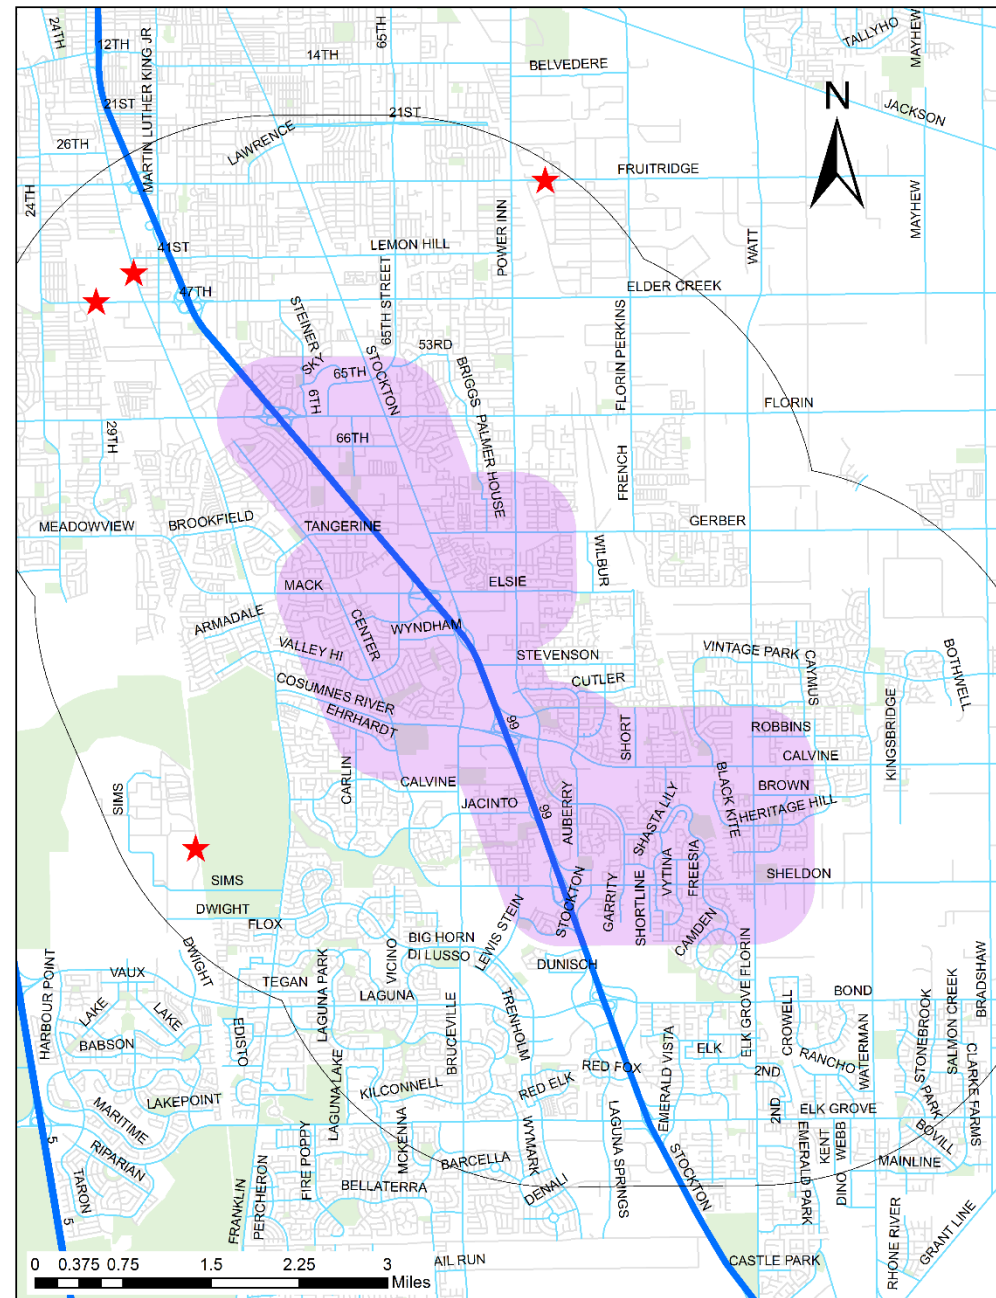 24TH
12TH
MARTIN LUTHER KING JR
65TH
14TH
BELVEDERE
TALLYHO
MAYHEW
JACKSON
21ST
21ST
LAWRENCE
26TH
N
24TH
FRUITRIDGE
MAYHEW
41ST
LEMON HILL
POWER INN
WATT
47TH
65TH STREET
ELDER CREEK
STEINER
SKY
65TH
6TH
STOCKTON
53RD
BRIGGS
PALMER HOUSE
FLORIN PERKINS
FLORIN
29TH
66TH
FRENCH
MEADOWVIEW
BROOKFIELD
TANGERINE
GERBER
WILBUR
MACK
ELSIE
ARMADALE
CENTER
WYNDHAM
VALLEY HI
STEVENSON
CUTLER
VINTAGE PARK
CAYMUS
BOTHWELL
COSUMNES RIVER
EHRHARDT
99
SHORT
ROBBINS
KINGSBRIDGE
CALVINE
CARLIN
CALVINE
SIMS
JACINTO
99
AUBERRY
SHASTA LILY
BLACK KITE
BROWN
HERITAGE HILL
SIMS
STOCKTON
GARRITY
SHORTLINE
VYTINA
FREESIA
SHELDON
DWIGHT
FLOX
LEWIS STEIN
CAMDEN
BIG HORN
DI LUSSO
DWIGHT
VICINO
DUNISCH
ELK GROVE FLORIN
HARBOUR POINT
VAUX
TEGAN
LAGUNA PARK
LAGUNA
BOND
BRADSHAW
LAKE
LAKE
BABSON
EDISTO
BRUCEVILLE
TRENHOLM
EMERALD VISTA
ELK
CROWELL
RANCHO
WATERMAN
STONEBROOK
SALMON CREEK
LAKEPOINT
LAGUNA LAKE
KILCONNELL
RED ELK
RED FOX
2ND
2ND
ELK GROVE
PARK
CLARKE FARMS
MARITIME
RIPARIAN
MCKENNA
WYMARK
LAGUNA SPRINGS
EMERALD PARK
KENT
WEBB
BØVILL
MAINLINE
5
TARON
FIRE POPPY
BARCELLA
STOCKTON
DINO
BELLATERRA
DENALI
FRANKLIN
PERCHERON
RHONE RIVER
GRANT LINE
5
AIL RUN
CASTLE PARK
0 0.375 0.75 1.5 2.25 3
Miles